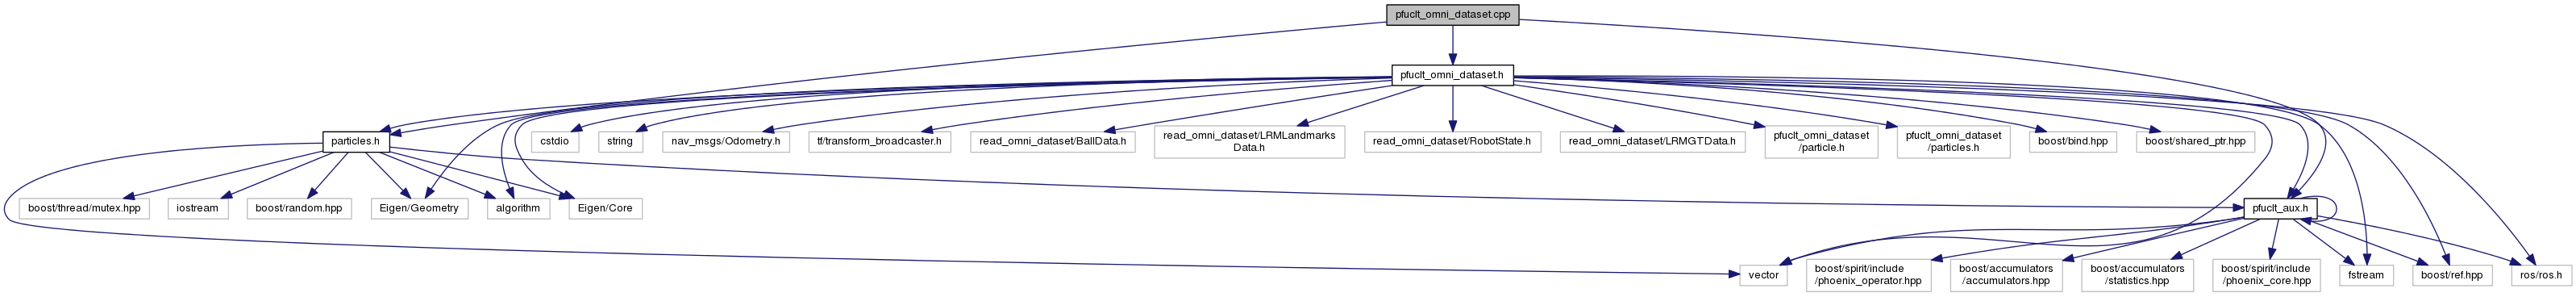 pfuclt_omni_dataset.cpp
pfuclt_omni_dataset.h
particles.h
cstdio
string
nav_msgs/Odometry.h
tf/transform_broadcaster.h
read_omni_dataset/BallData.h
read_omni_dataset/LRMLandmarks
Data.h
read_omni_dataset/RobotState.h
read_omni_dataset/LRMGTData.h
pfuclt_omni_dataset
/particle.h
pfuclt_omni_dataset
/particles.h
boost/bind.hpp
boost/shared_ptr.hpp
boost/thread/mutex.hpp
iostream
boost/random.hpp
Eigen/Geometry
algorithm
Eigen/Core
pfuclt_aux.h
vector
boost/spirit/include
/phoenix_operator.hpp
boost/accumulators
/accumulators.hpp
boost/accumulators
/statistics.hpp
boost/spirit/include
/phoenix_core.hpp
fstream
boost/ref.hpp
ros/ros.h